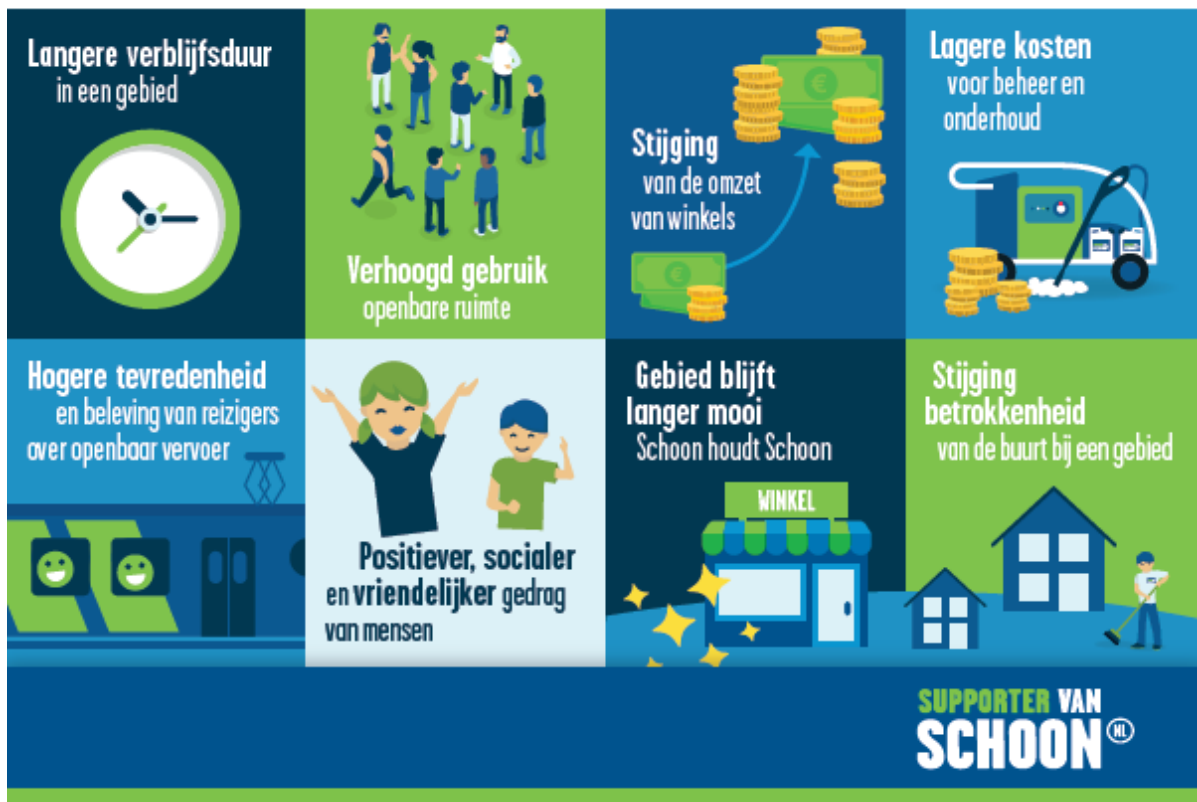 Langere verblijfsduur
in een gebied
Verhoogd gebruik
openbare ruimte
Stijging
van de omzet
van winkels
Lagere kosten
voor beheer en
onderhoud
Hogere tevredenheid
en beleving van reizigers
over openbaar vervoer
Positiever, socialer
en vriendelijker gedrag
van mensen
Gebied blijft
langer mooi
Schoon houdt Schoon
WINKEL
Stijging
betrokkenheid
van de buurt bij een gebied
SUPPORTER VAN
SCHOON NL